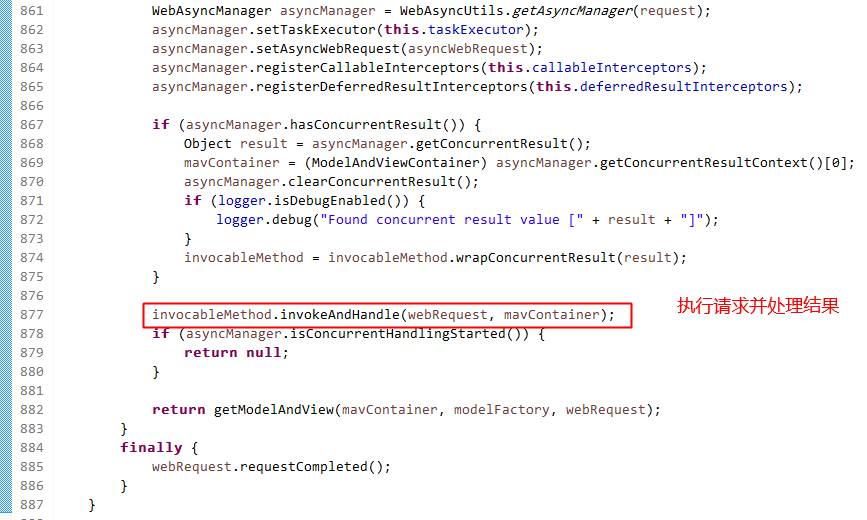 861 WebAsyncManager asyncManager = WebAsyncUtils.getAsyncManager(request);
862 asyncManager.setTaskExecutor(this.taskExecutor);
863 asyncManager.setAsyncWebRequest(asyncWebRequest);
864 asyncManager.registerCallableInterceptors(this.callableInterceptors);
865 asyncManager.registerDeferredResultInterceptors(this.deferredResultInterceptors);
866
867 if (asyncManager.hasConcurrentResult()) {
868 Object result = asyncManager.getConcurrentResult();
869 mavContainer = (ModelAndViewContainer) asyncManager.getConcurrentResultContext()[0];
870 asyncManager.clearConcurrentResult();
871 if (logger.isDebugEnabled()) {
872 logger.debug("Found concurrent result value [" + result + "]");
873 }
874 invocableMethod = invocableMethod.wrapConcurrentResult(result);
875 }
876
877 invocableMethod.invokeAndHandle(webRequest, mavContainer); 执行请求并处理结果
878 if (asyncManager.isConcurrentHandlingStarted()) {
879 return null;
880 }
881
882 return getModelAndView(mavContainer, modelFactory, webRequest);
883 }
884 finally {
885 webRequest.requestCompleted();
886 }
887 }